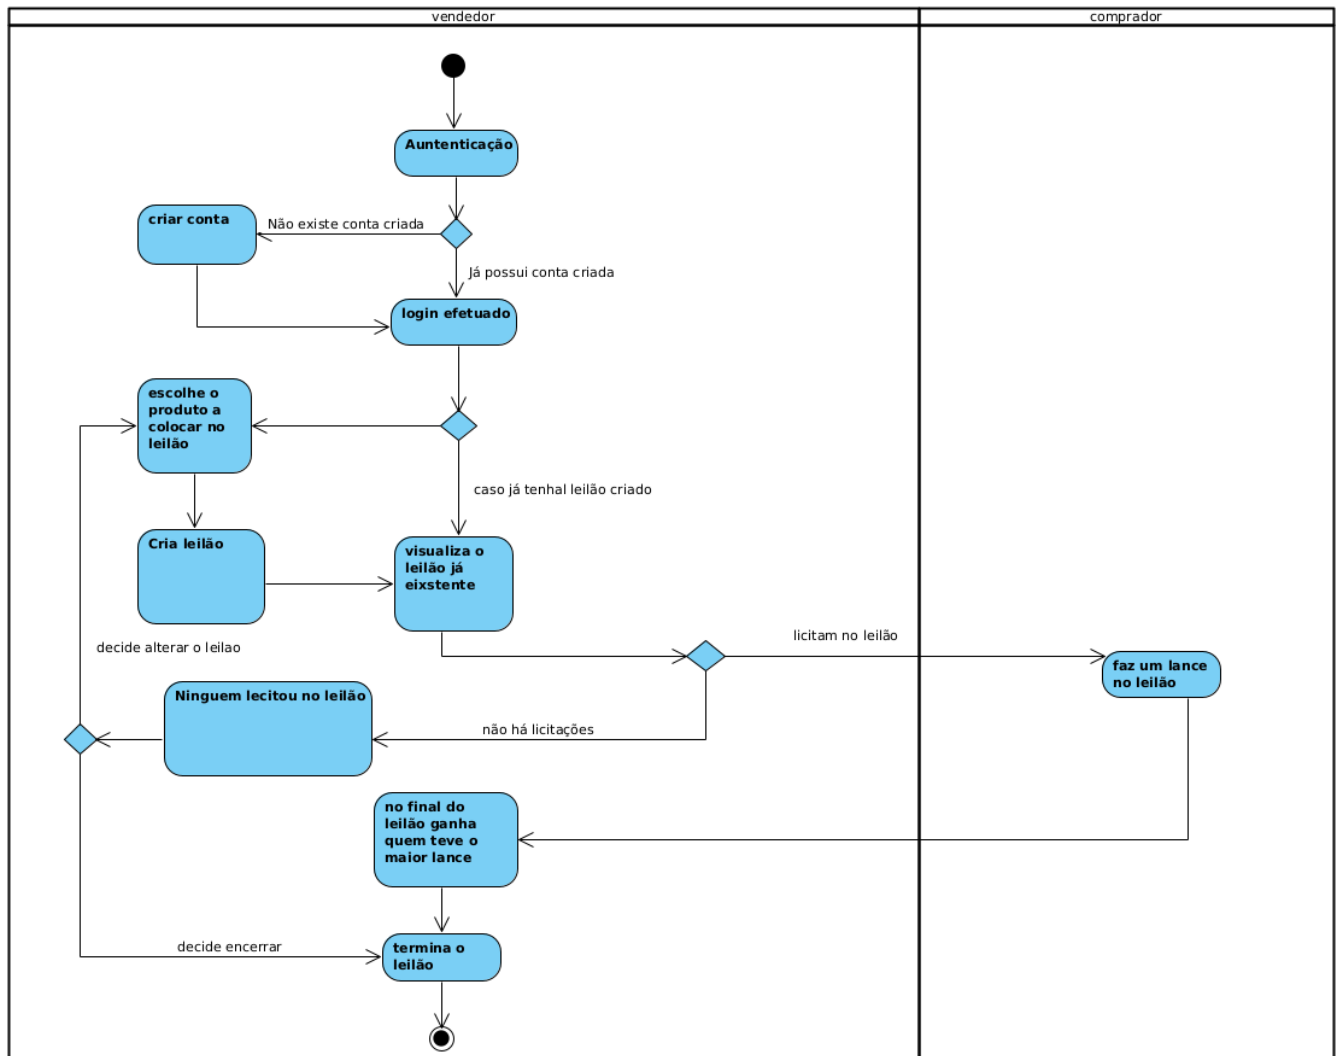 vendedor
comprador
Auntenticação
criar conta
Não existe conta criada
Já possui conta criada
login efetuado
escolhe o
produto a
colocar no
leilão
caso já tenhal leilão criado
Cria leilão
visualiza o
leilão já
eixstente
decide alterar o leilao
licitam no leilão
faz um lance
no leilão
Ninguem lecitou no leilão
não há licitações
no final do
leilão ganha
quem teve o
maior lance
decide encerrar
termina o
leilão